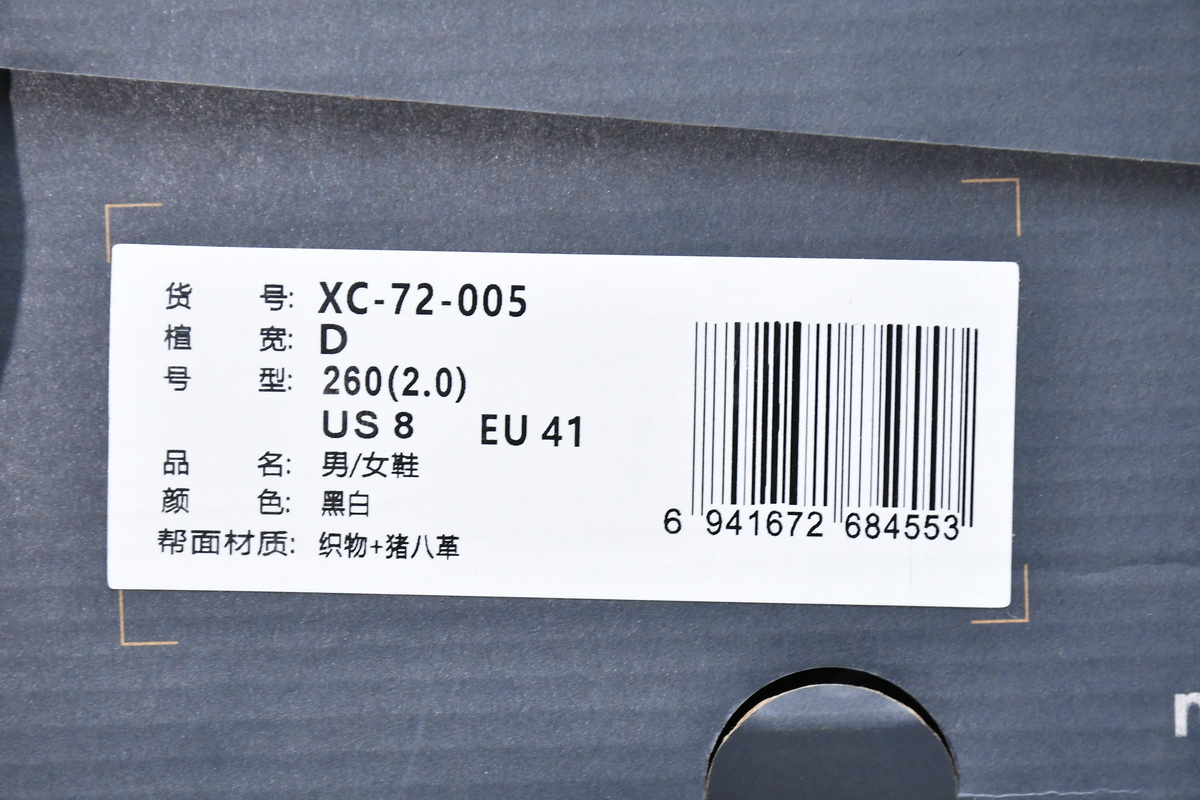 货 号: XC-72-005
楦 宽: D
号 型: 260(2.0)
US 8 EU 41
品 名: 男/女鞋
颜 色: 黑白
帮面材质: 织物+猪八革
6 941672 684553